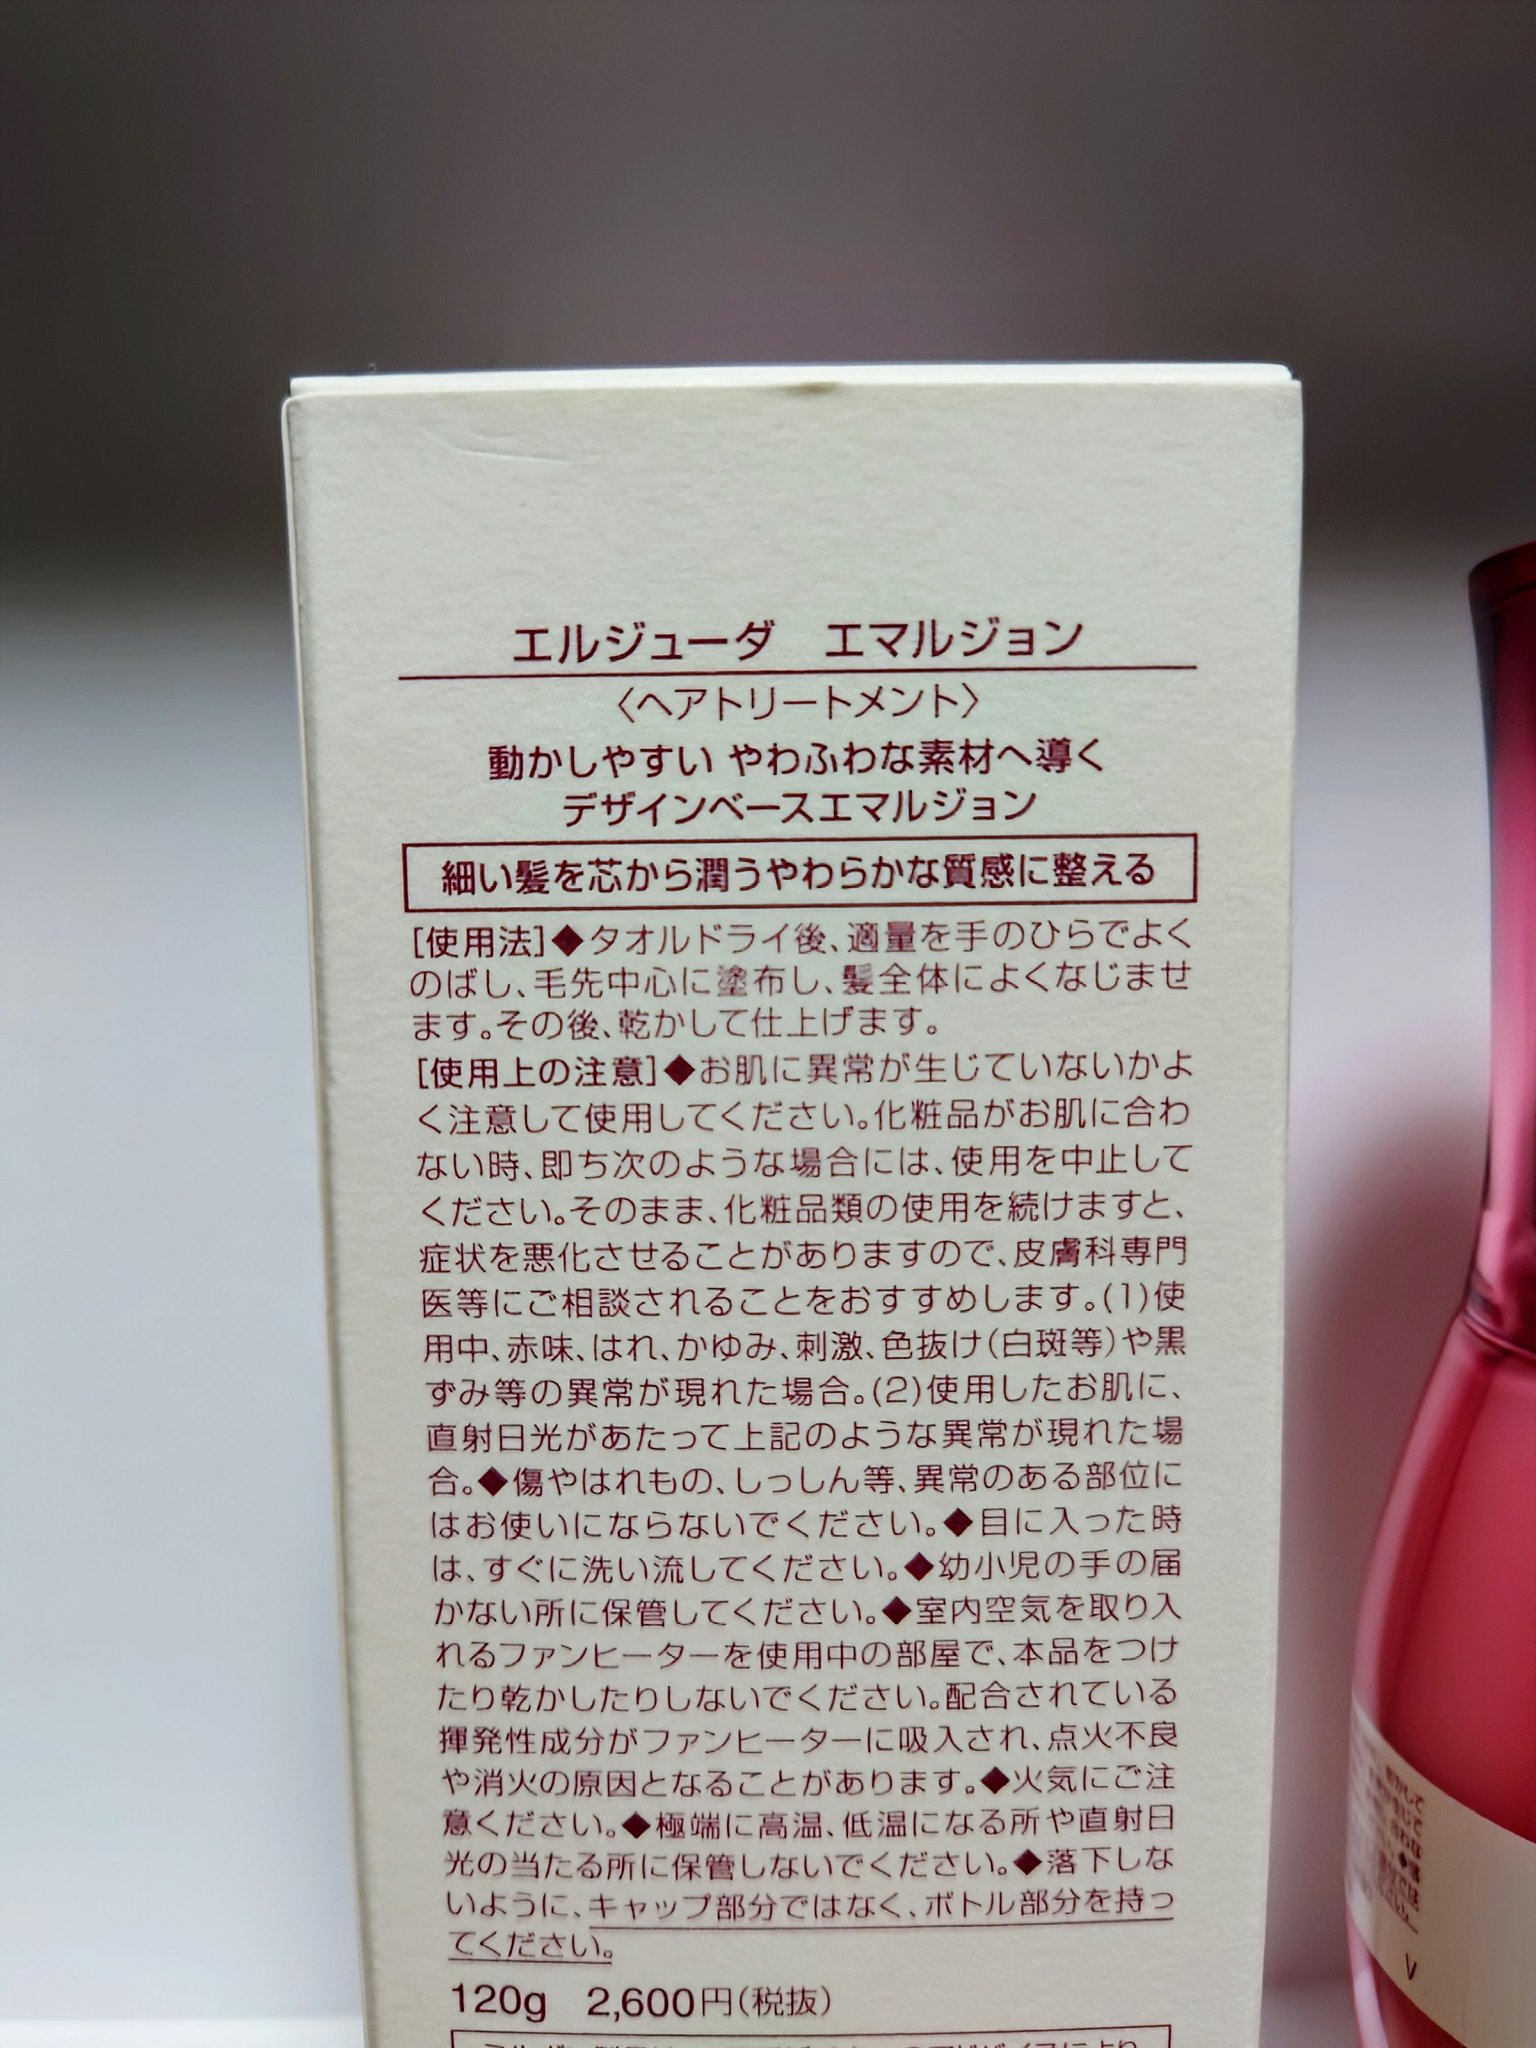 エルジューダ　エマルジョン
〈ヘアトリートメント〉
動かしやすい やわふわな素材へ導く
デザインベースエマルジョン
細い髪を芯から潤うやわらかな質感に整える
[使用法]◆タオルドライ後、適量を手のひらでよく
のばし、毛先中心に塗布し、髪全体によくなじませ
ます。その後、乾かして仕上げます。
[使用上の注意]◆お肌に異常が生じていないかよ
く注意して使用してください。化粧品がお肌に合わ
ない時、即ち次のような場合には、使用を中止して
ください。そのまま、化粧品類の使用を続けますと、
症状を悪化させることがありますので、皮膚科専門
医等にご相談されることをおすすめします。(1)使
用中、赤味、はれ、かゆみ、刺激、色抜け(白斑等)や黒
ずみ等の異常が現れた場合。(2)使用したお肌に、
直射日光があたって上記のような異常が現れた場
合。◆傷やはれもの、しっしん等、異常のある部位に
はお使いにならないでください。◆目に入った時
は、すぐに洗い流してください。◆幼小児の手の届
かない所に保管してください。◆室内空気を取り入
れるファンヒーターを使用中の部屋で、本品をつけ
たり乾かしたりしないでください。配合されている
揮発性成分がファンヒーターに吸入され、点火不良
や消火の原因となることがあります。◆火気にご注
意ください。◆極端に高温、低温になる所や直射日
光の当たる所に保管しないでください。◆落下しな
いように、キャップ部分ではなく、ボトル部分を持っ
てください。
120g　2,600円(税抜)